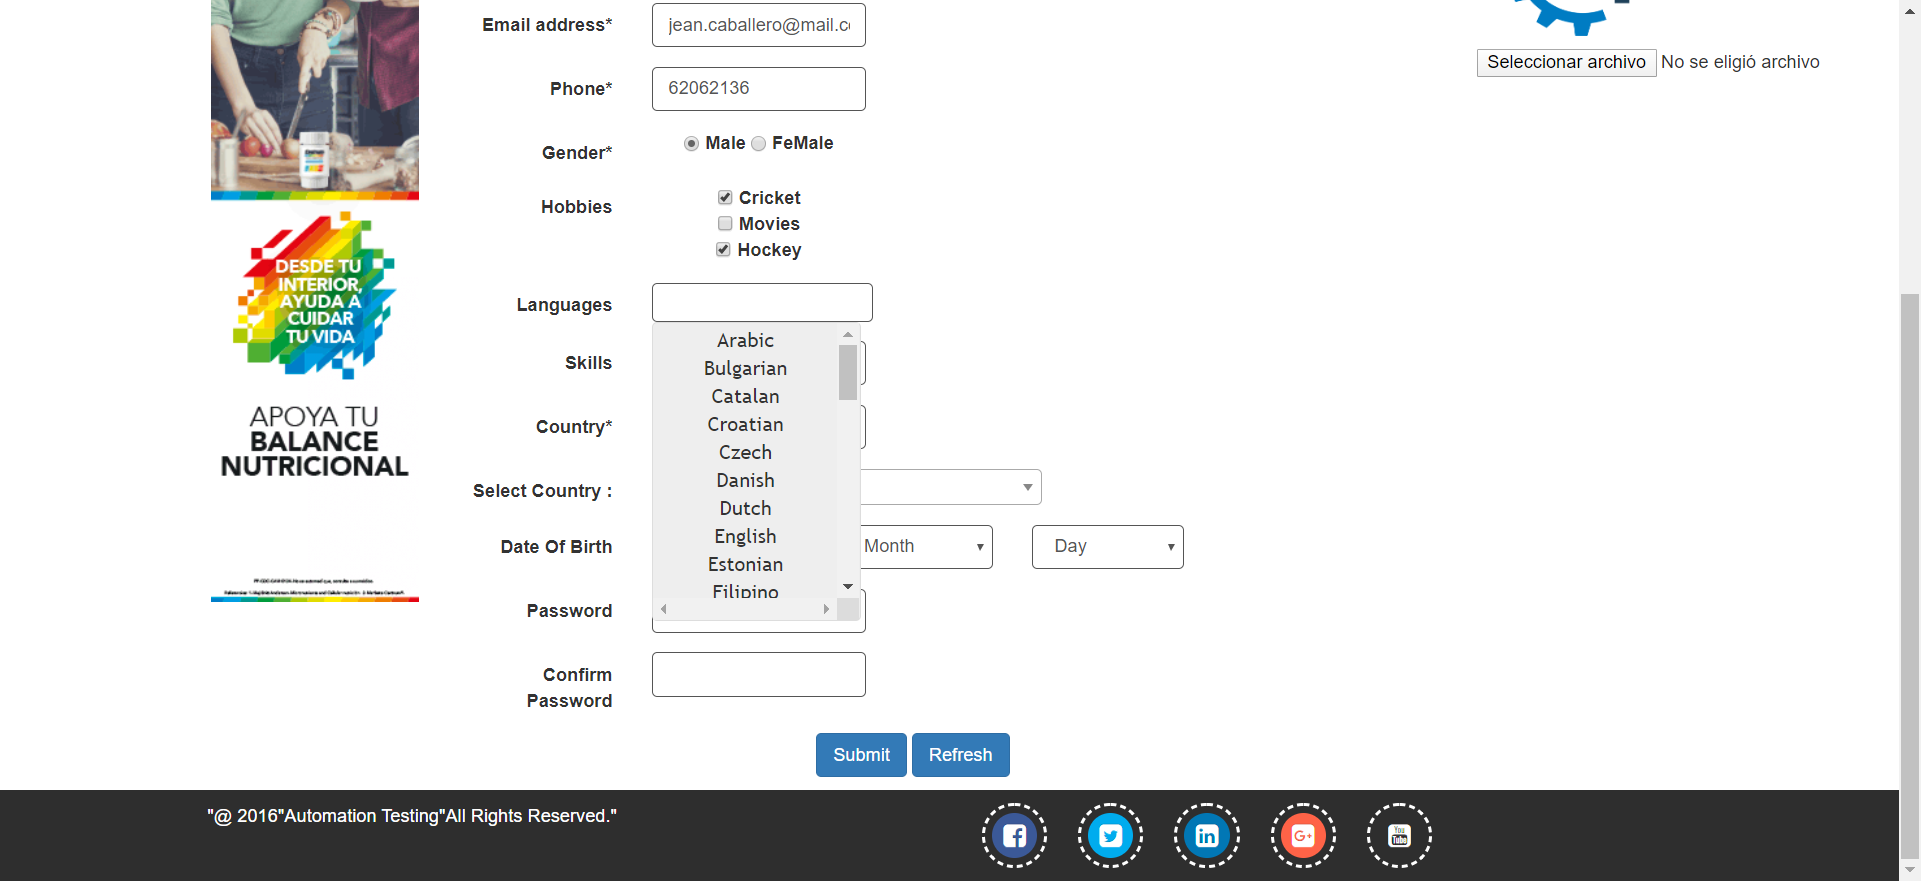 Email address*
jean.caballero@mail.c
Seleccionar archivo No se eligió archivo
Phone*
62062136
Gender*
Male FeMale
Hobbies
Cricket
Movies
Hockey
Languages
Arabic
Bulgarian
Catalan
Croatian
Czech
Danish
Dutch
English
Estonian
Filipino
Skills
Country*
Select Country :
Date Of Birth
Month
Day
Password
Confirm
Password
Submit
Refresh
DESDE TU
INTERIOR,
AYUDA A
CUIDAR
TU VIDA
APOYA TU
BALANCE
NUTRICIONAL
"@ 2016"Automation Testing"All Rights Reserved."
f
in
G+
You
Tube